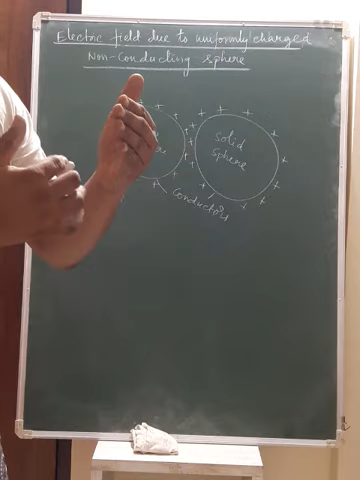 Electric field due to uniformly charged
Non-Conducting sphere
Solid
Sphere
Conductors